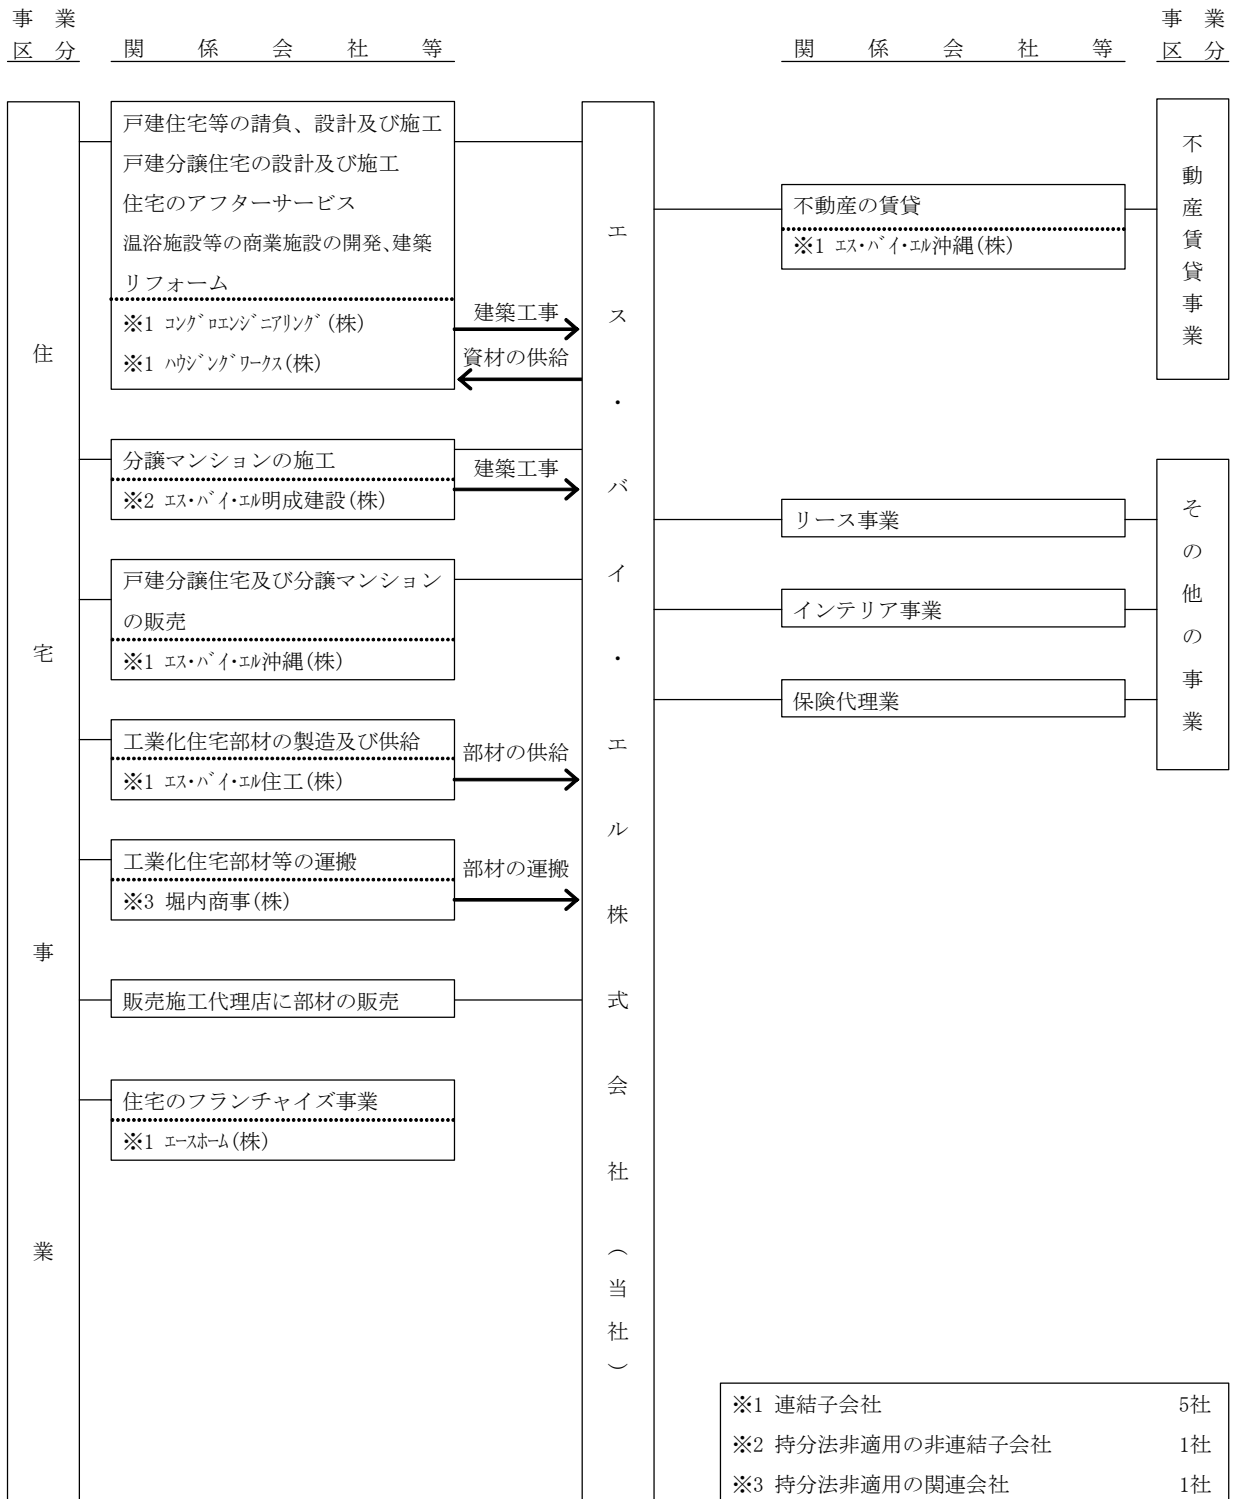 事業
区分
関係会社等
関係会社等
事業
区分
住宅事業
戸建住宅等の請負、設計及び施工
戸建分譲住宅の設計及び施工
住宅のアフターサービス
温浴施設等の商業施設の開発、建築
リフォーム
※1 ｺﾝｸﾞﾛｴﾝｼﾞﾆｱﾘﾝｸﾞ(株)
※1 ﾊｳｼﾞﾝｸﾞﾜｰｸｽ(株)
建築工事
資材の供給
分譲マンションの施工
※2 ｴｽ･ﾊﾞｲ･ｴﾙ明成建設(株)
建築工事
戸建分譲住宅及び分譲マンション
の販売
※1 ｴｽ･ﾊﾞｲ･ｴﾙ沖縄(株)
工業化住宅部材の製造及び供給
※1 ｴｽ･ﾊﾞｲ･ｴﾙ住工(株)
部材の供給
工業化住宅部材等の運搬
※3 堀内商事(株)
部材の運搬
販売施工代理店に部材の販売
住宅のフランチャイズ事業
※1 ｴｰｽﾎｰﾑ(株)
エス・バイ・エル株式会社（当社）
不動産の賃貸
※1 ｴｽ･ﾊﾞｲ･ｴﾙ沖縄(株)
不動産賃貸事業
リース事業
インテリア事業
保険代理業
その他の事業
※1 連結子会社 5社
※2 持分法非適用の非連結子会社 1社
※3 持分法非適用の関連会社 1社